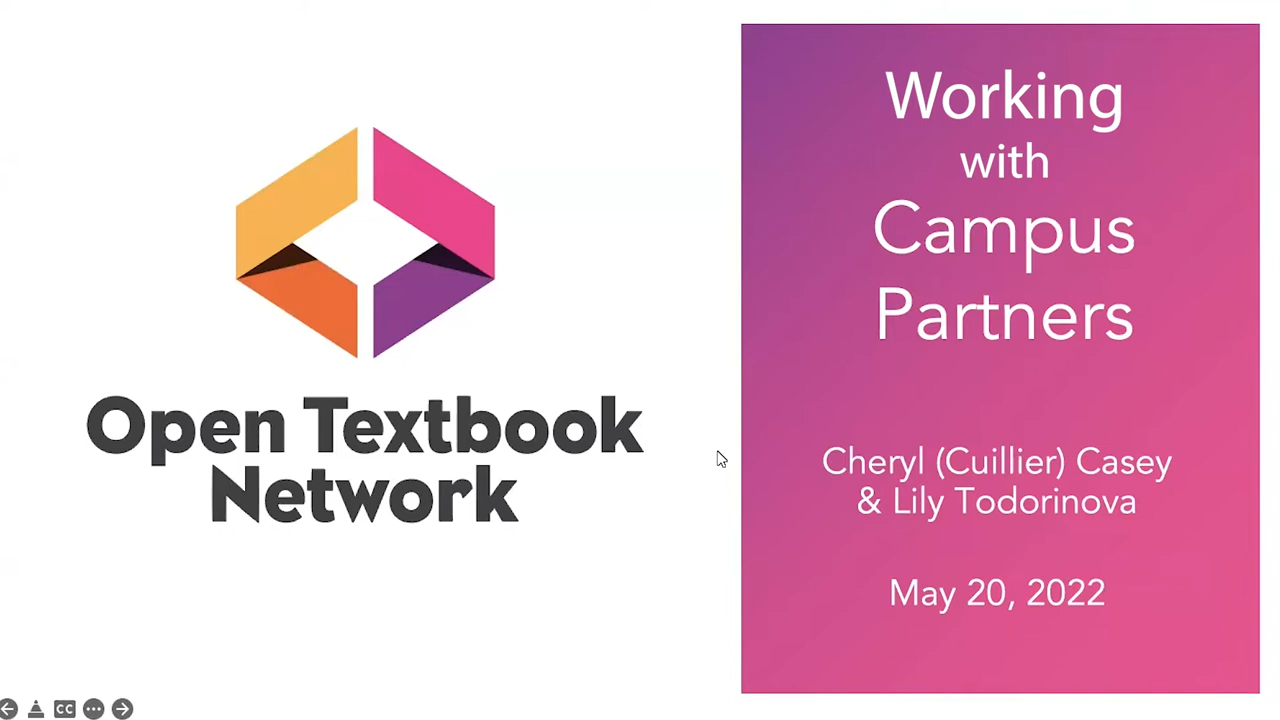 Open Textbook
Network
Working
with
Campus
Partners
Cheryl (Cuillier) Casey
& Lily Todorinova
May 20, 2022
CC